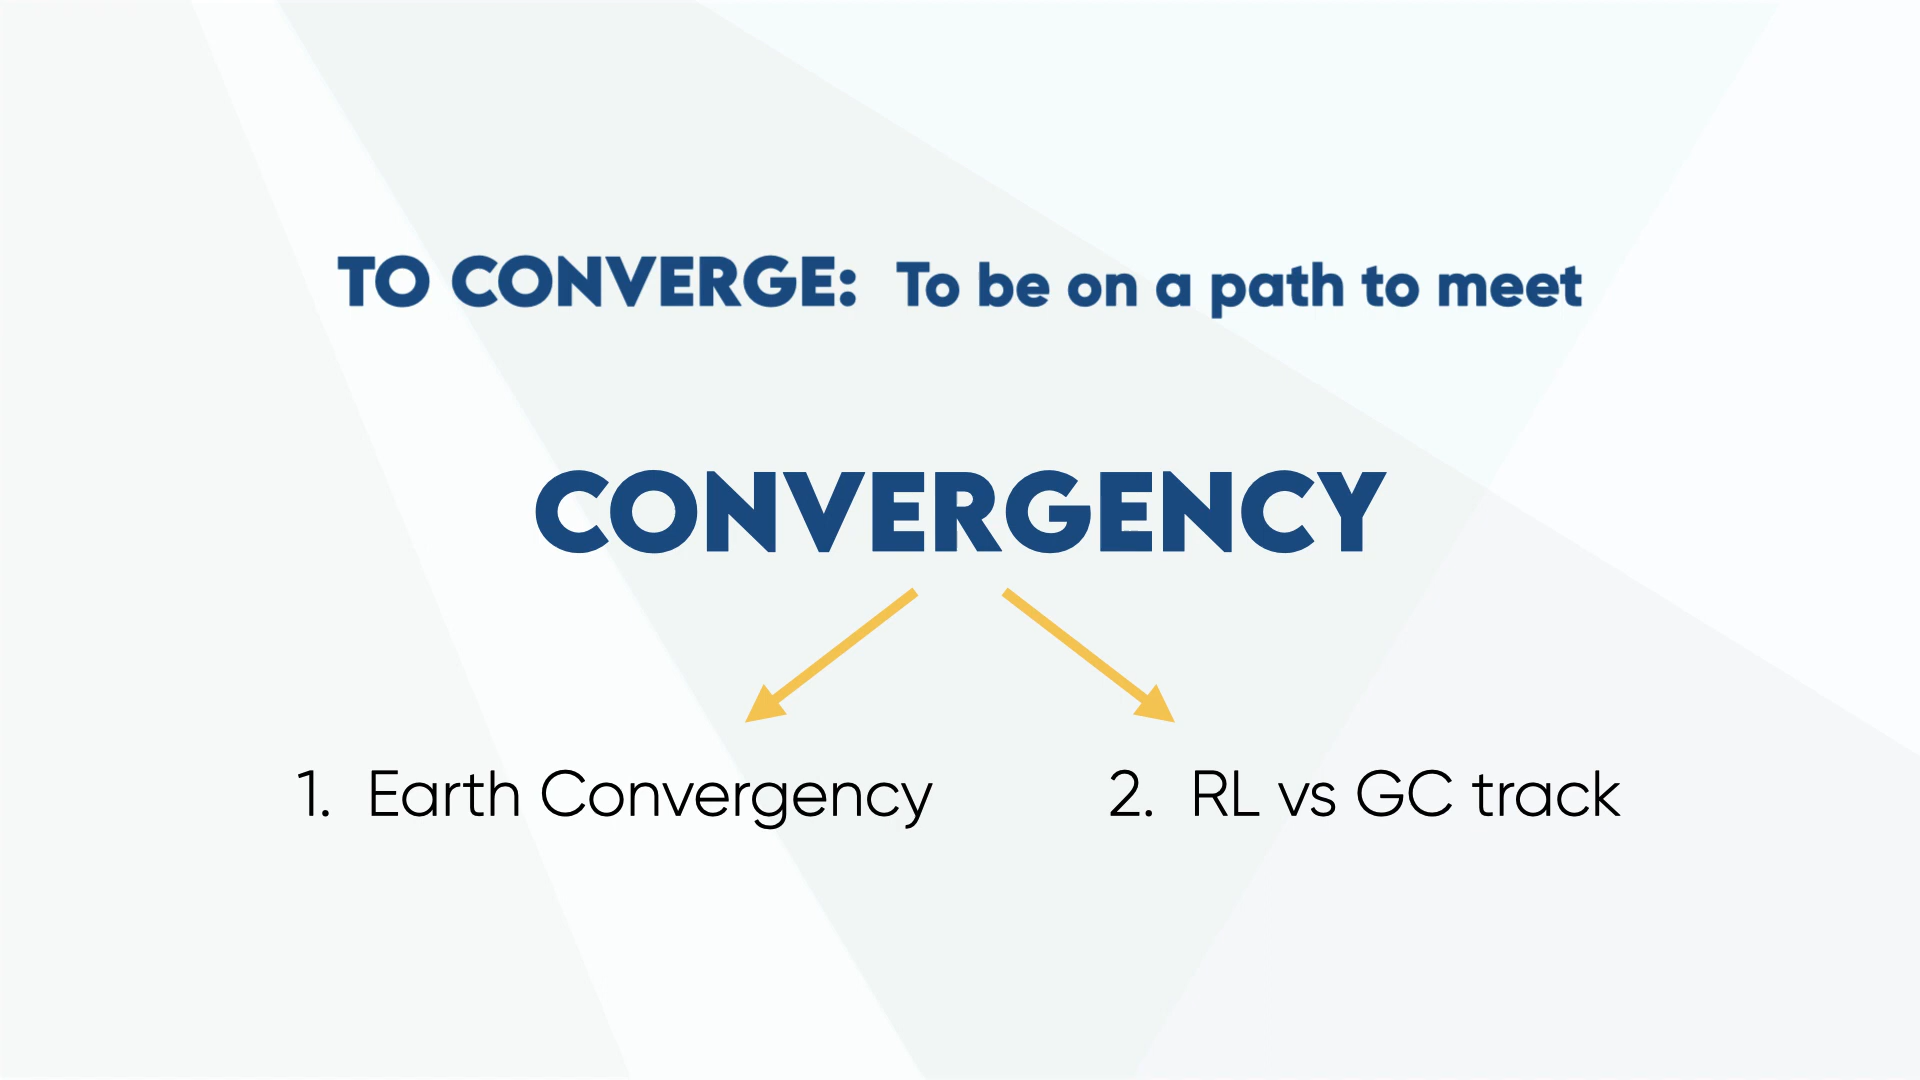 TO CONVERGE: To be on a path to meet
CONVERGENCY
1. Earth Convergency
2. RL vs GC track